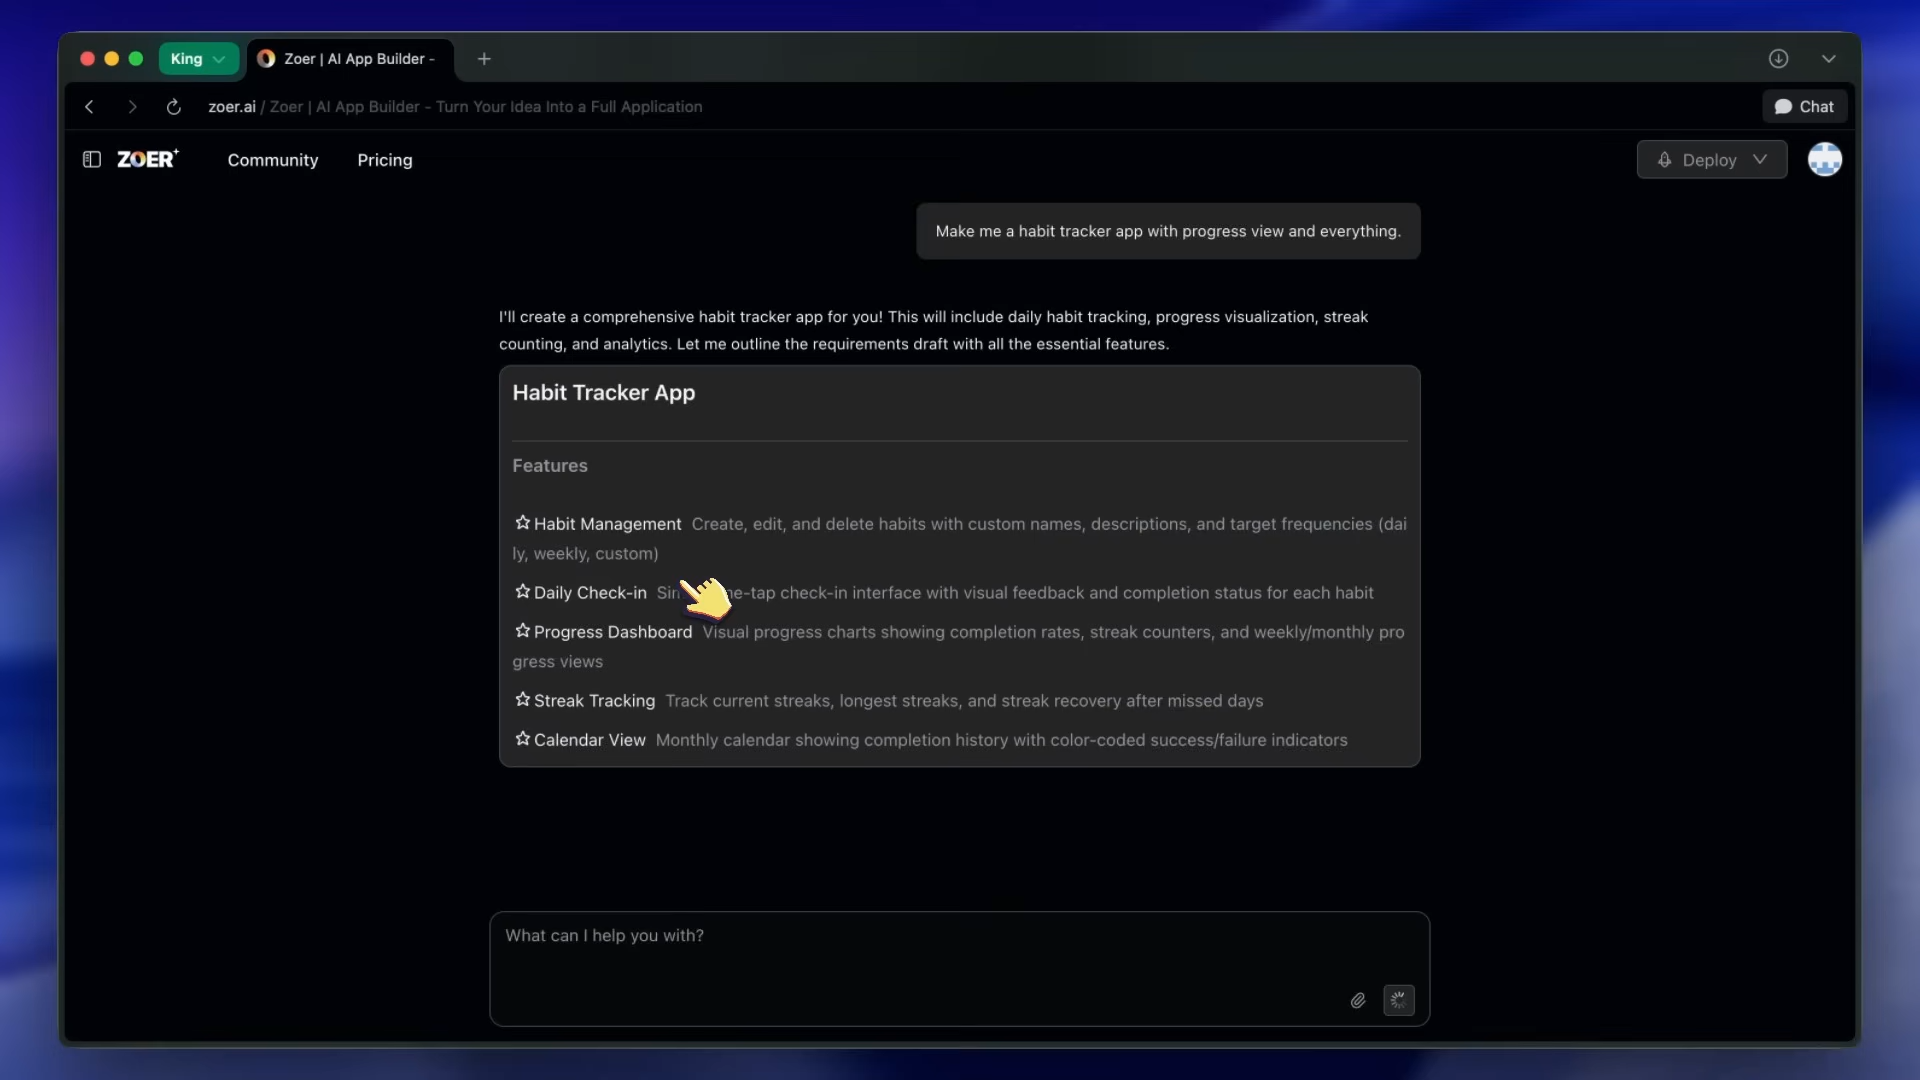 King
Zoer | AI App Builder -
zoer.ai / Zoer | AI App Builder - Turn Your Idea Into a Full Application
Chat
ZOER+
Community
Pricing
Deploy
Make me a habit tracker app with progress view and everything.
I'll create a comprehensive habit tracker app for you! This will include daily habit tracking, progress visualization, streak
counting, and analytics. Let me outline the requirements draft with all the essential features.
Habit Tracker App
Features
Habit Management Create, edit, and delete habits with custom names, descriptions, and target frequencies (dai
ly, weekly, custom)
Daily Check-in check-in interface with visual feedback and completion status for each habit
Progress Dashboard Visual progress charts showing completion rates, streak counters, and weekly/monthly pro
gress views
Streak Tracking Track current streaks, longest streaks, and streak recovery after missed days
Calendar View Monthly calendar showing completion history with color-coded success/failure indicators
What can I help you with?